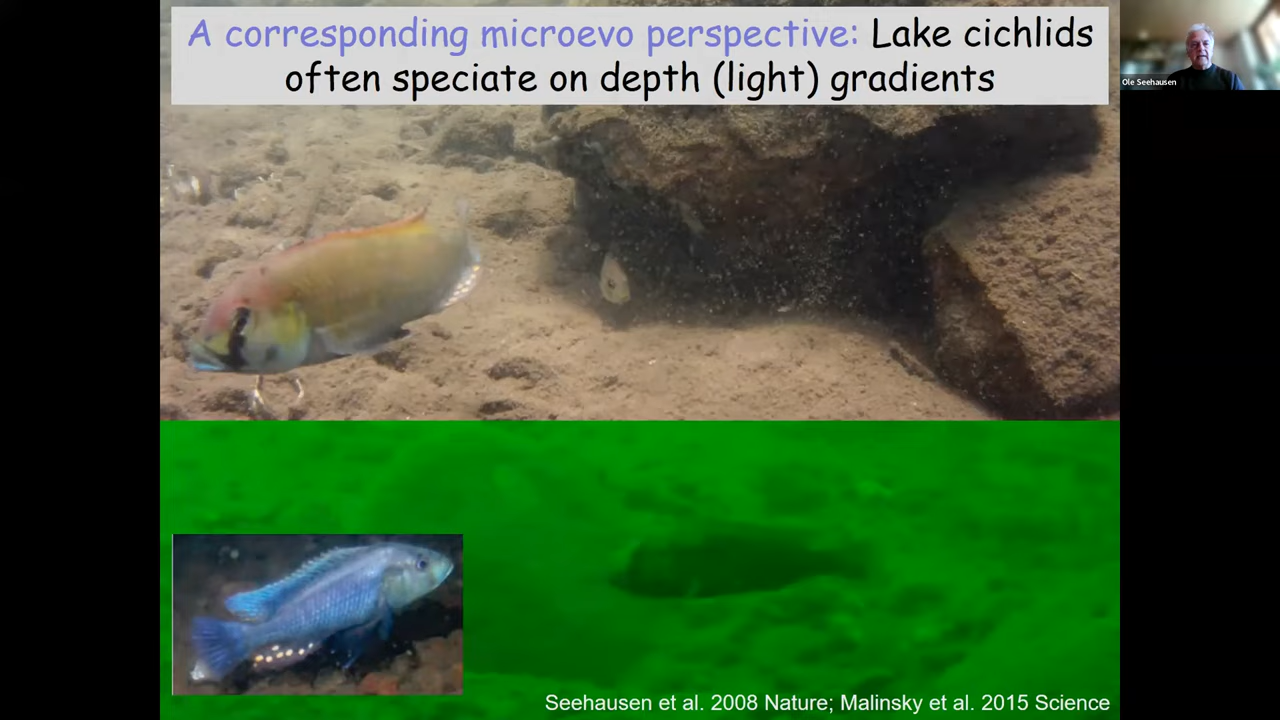 A corresponding microevo perspective: Lake cichlids
often speciate on depth (light) gradients
Ole Seehausen
Seehausen et al. 2008 Nature; Malinsky et al. 2015 Science